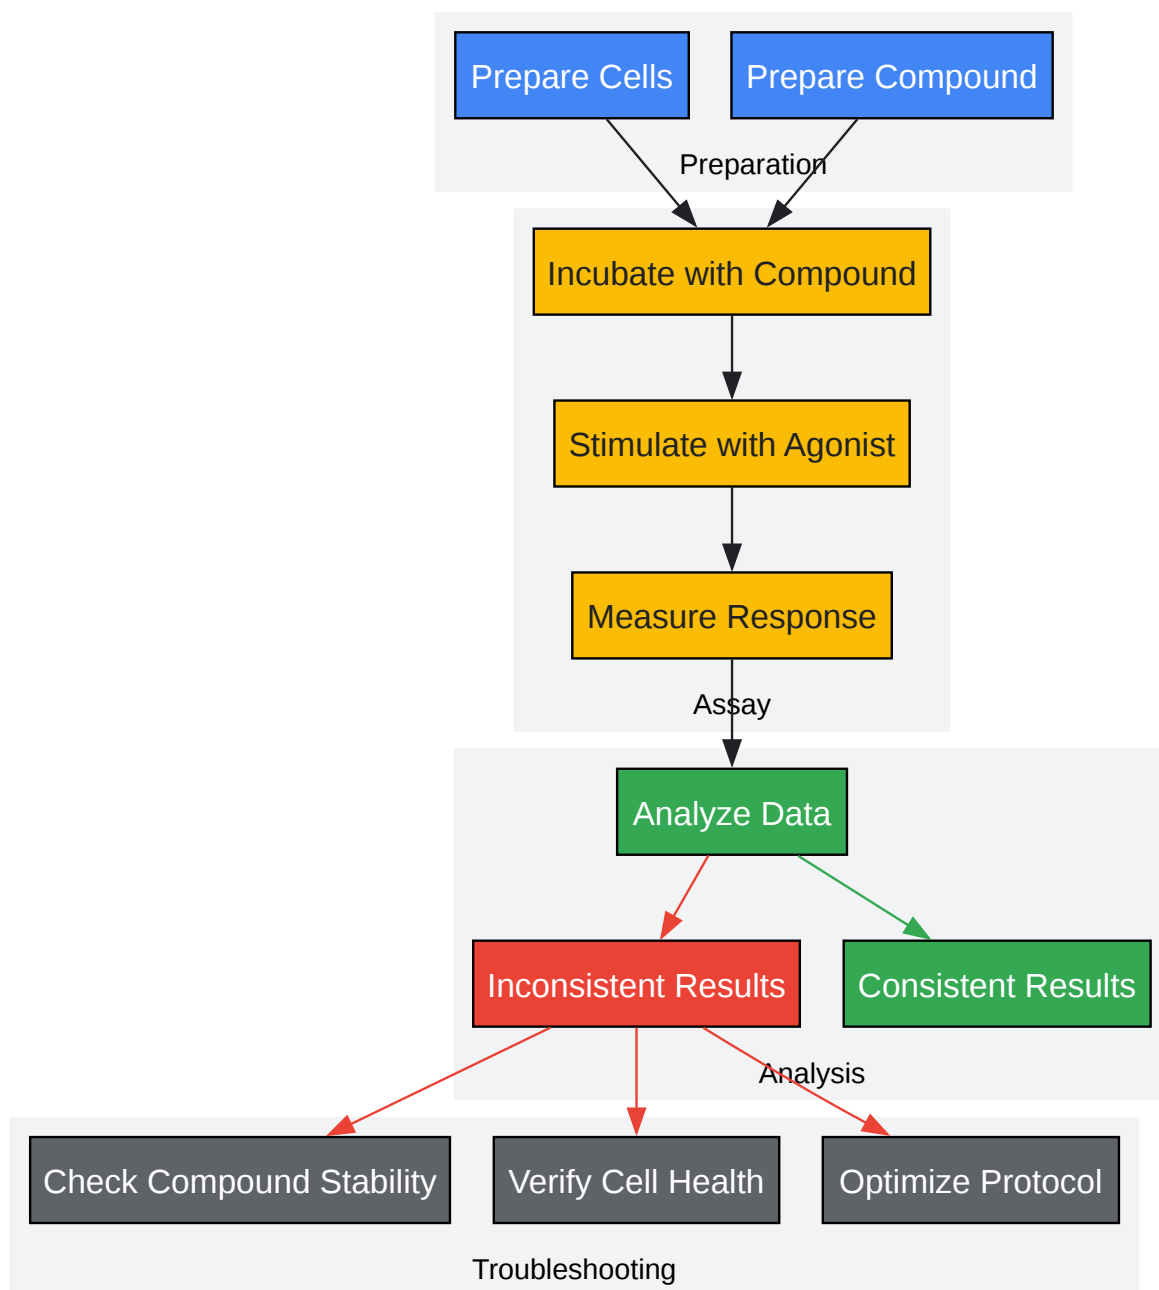 Prepare Cells
Prepare Compound
Preparation
Incubate with Compound
Stimulate with Agonist
Measure Response
Assay
Analyze Data
Inconsistent Results
Consistent Results
Analysis
Check Compound Stability
Verify Cell Health
Optimize Protocol
Troubleshooting